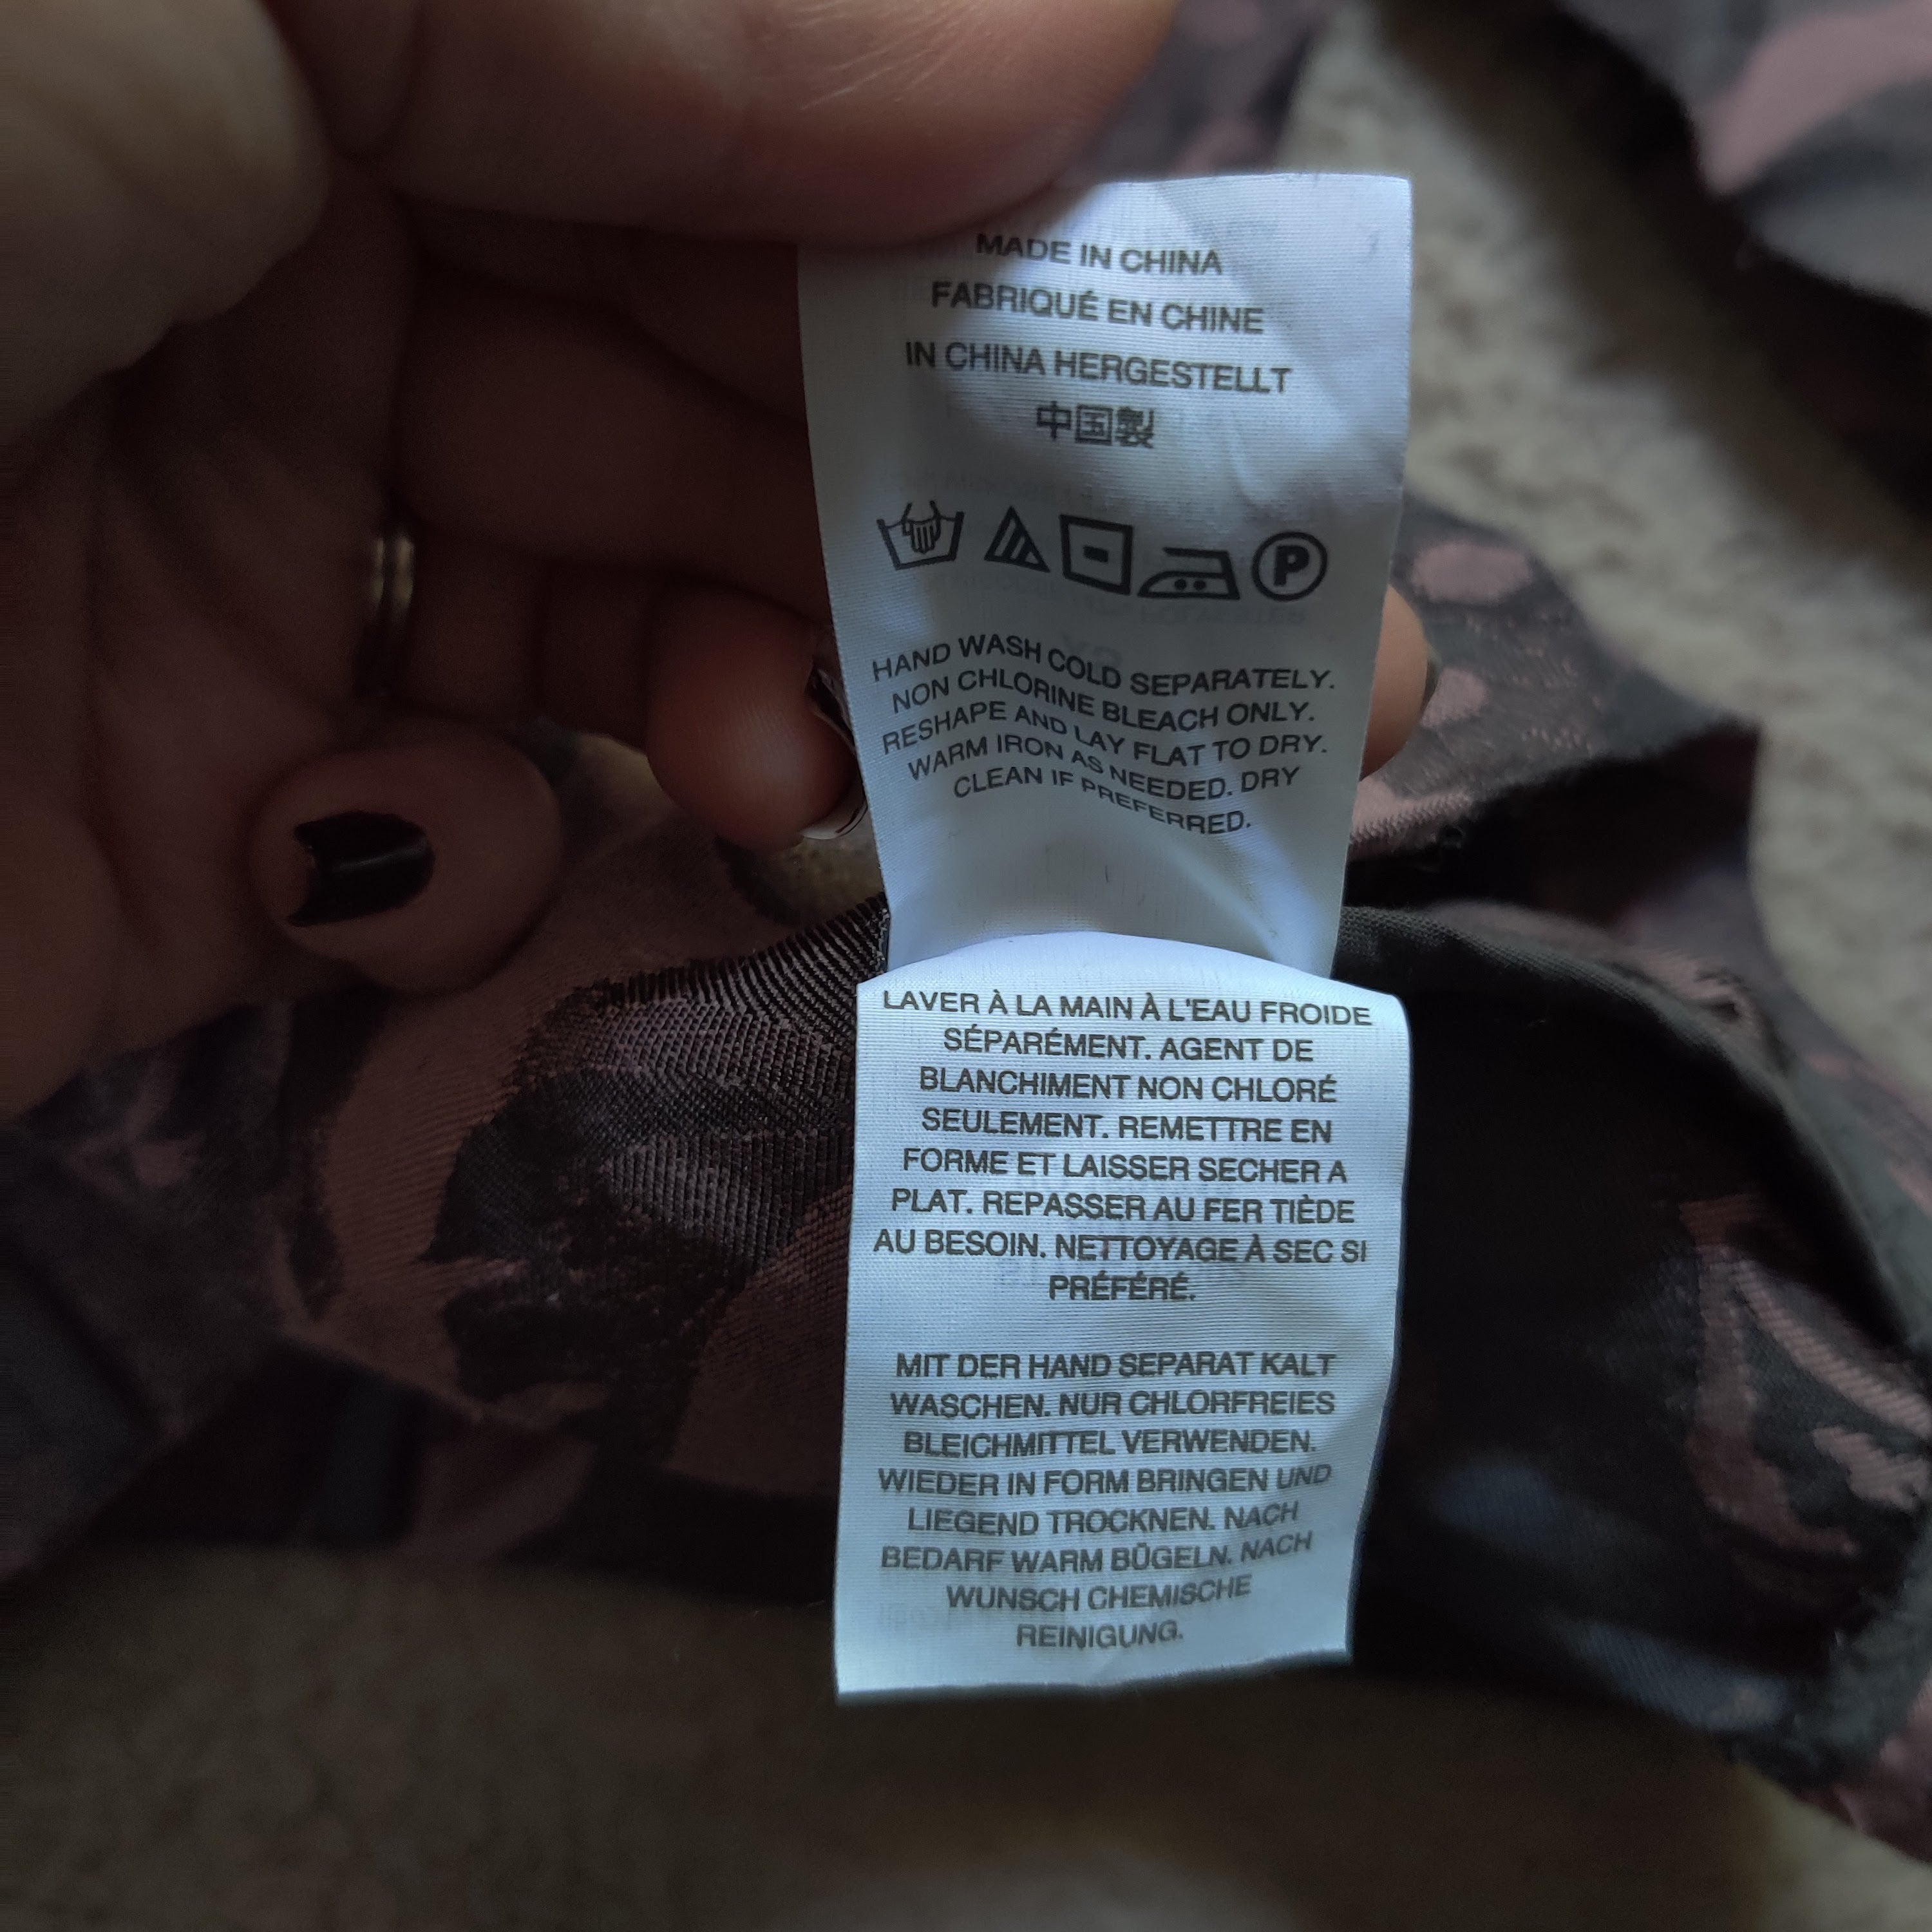 MADE IN CHINA
FABRIQUÉ EN CHINE
IN CHINA HERGESTELLT
中国製
P
HAND WASH COLD SEPARATELY.
NON CHLORINE BLEACH ONLY.
RESHAPE AND LAY FLAT TO DRY.
WARM IRON AS NEEDED. DRY
CLEAN IF PREFERRED.
LAVER À LA MAIN À L'EAU FROIDE
SÉPARÉMENT. AGENT DE
BLANCHIMENT NON CHLORÉ
SEULEMENT. REMETTRE EN
FORME ET LAISSER SECHER A
PLAT. REPASSER AU FER TIÈDE
AU BESOIN. NETTOYAGE À SEC SI
PRÉFÉRÉ.
MIT DER HAND SEPARAT KALT
WASCHEN. NUR CHLORFREIES
BLEICHMITTEL VERWENDEN.
WIEDER IN FORM BRINGEN UND
LIEGEND TROCKNEN. NACH
BEDARF WARM BÜGELN. NACH
WUNSCH CHEMISCHE
REINIGUNG.